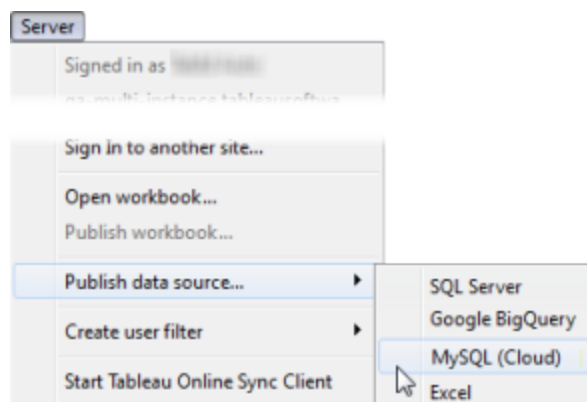 Server
Signed in as
Sign In to another site...
Open workbook...
Publish workbook...
Publish data source...
SQL Server
Google BigQuery
Create user filter
MySQL (Cloud)
Start Tableau Online Sync Client
Excel